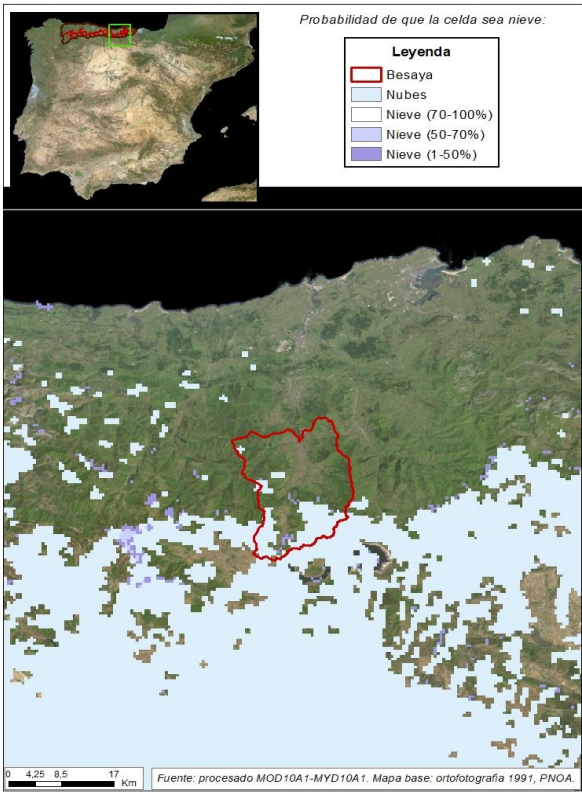 Probabilidad de que la celda sea nieve:
Leyenda
Besaya
Nubes
Nieve (70-100%)
Nieve (50-70%)
Nieve (1-50%)
0 4,25 8,5 17
Km
Fuente: procesado MOD10A1-MYD10A1. Mapa base: ortofotografia 1991, PNOA.